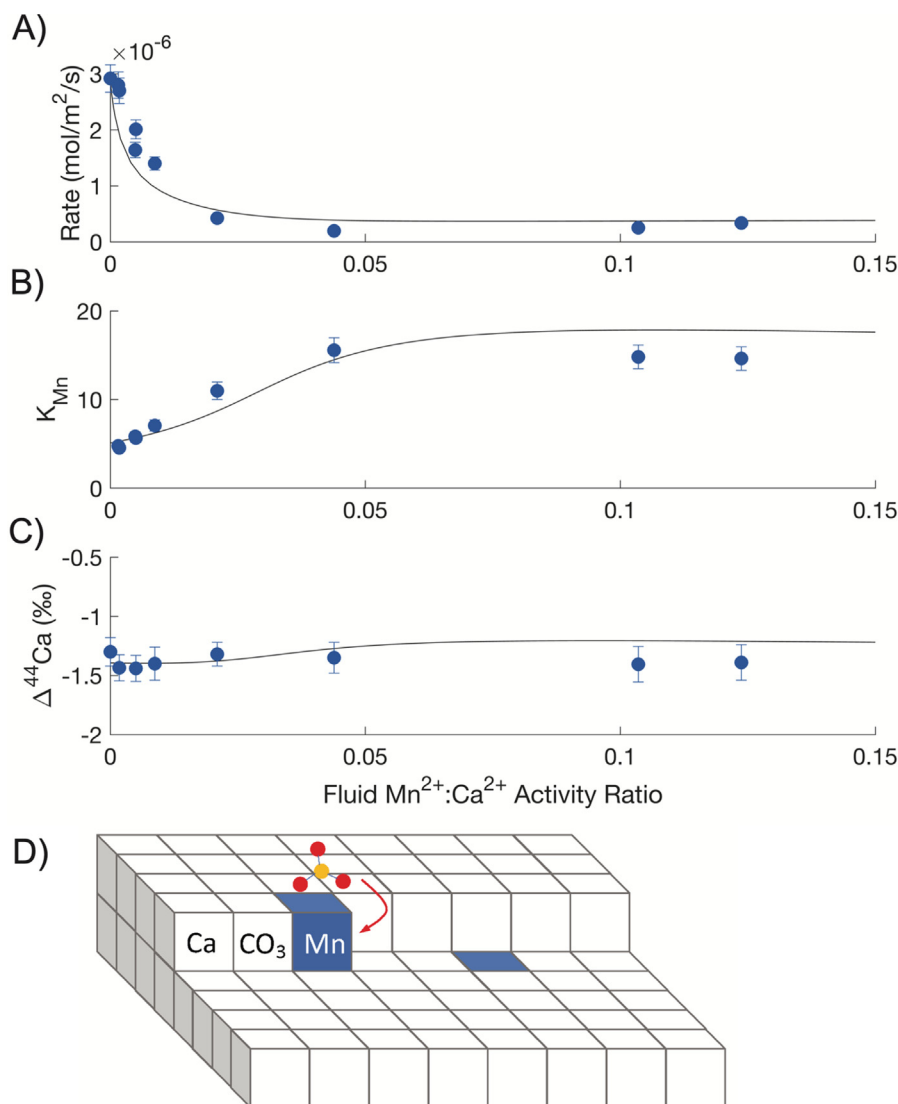 A)
×10⁻⁶
3
2
1
0
Rate (mol/m²/s)
0 0.05 0.1 0.15
B)
20
10
0
K_Mn
0 0.05 0.1 0.15
C)
-0.5
-1
-1.5
-2
Δ⁴⁴Ca (‰)
0 0.05 0.1 0.15
Fluid Mn²⁺:Ca²⁺ Activity Ratio
D)
Ca CO₃ Mn